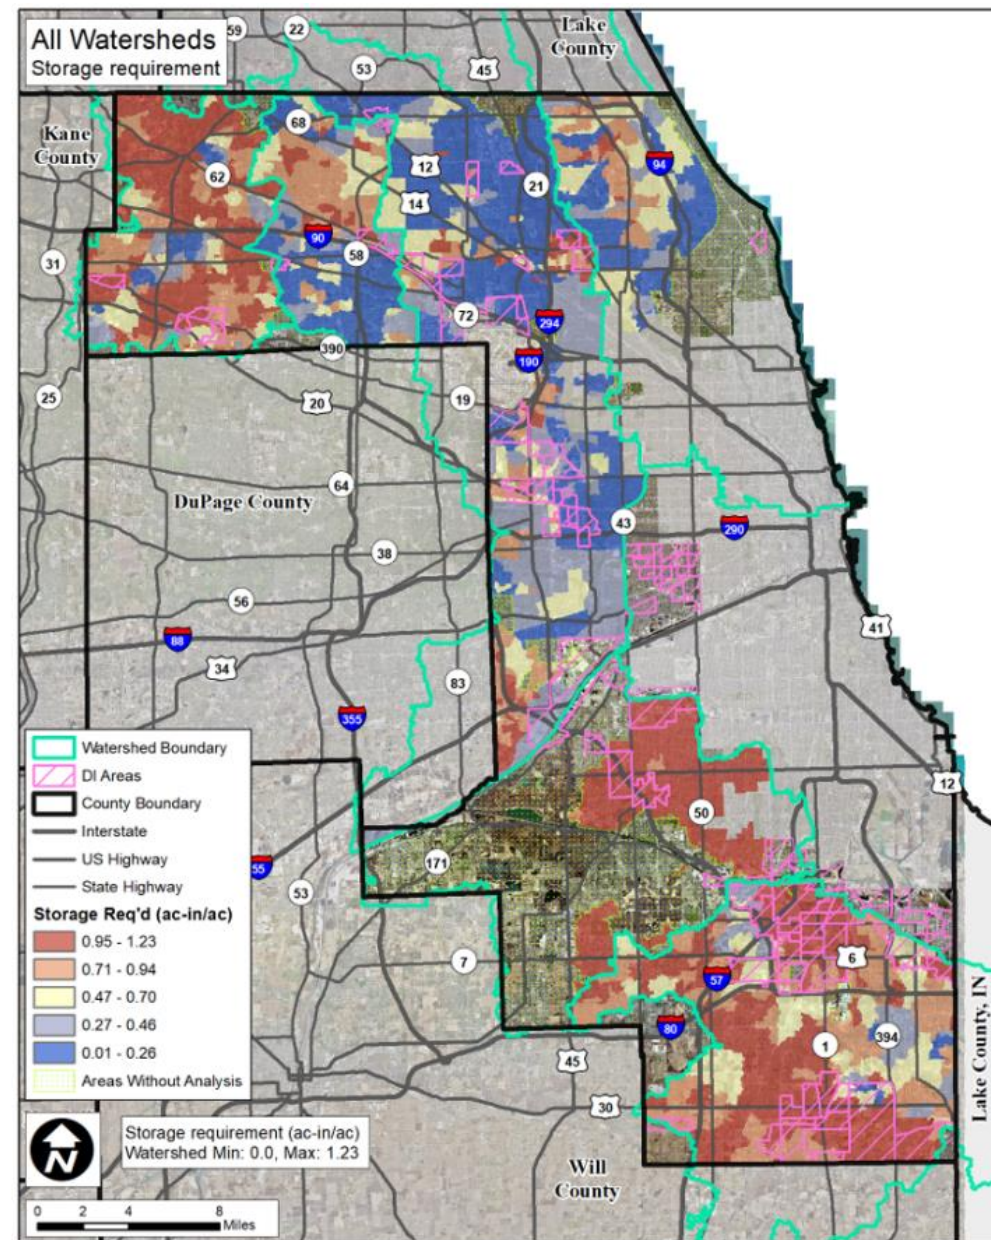 All Watersheds
Storage requirement
59
22
Lake
County
53
45
Kane
County
68
12
94
62
21
14
90
58
31
72
294
390
190
25
20
19
64
DuPage County
43
290
38
56
41
88
34
83
355
Watershed Boundary
DI Areas
County Boundary
Interstate
US Highway
State Highway
Storage Req'd (ac-in/ac)
0.95 - 1.23
0.71 - 0.94
0.47 - 0.70
0.27 - 0.46
0.01 - 0.26
Areas Without Analysis
12
50
171
55
53
7
6
57
80
1
394
45
30
Lake County, IN
N
Storage requirement (ac-in/ac)
Watershed Min: 0.0, Max: 1.23
Will
County
0 2 4 8
Miles